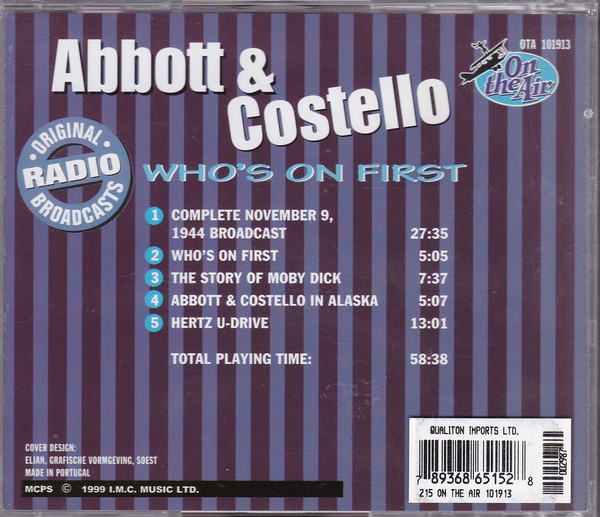 Abbott & Costello
OTA 101913
On the Air
ORIGINAL RADIO BROADCASTS
WHO'S ON FIRST
1 COMPLETE NOVEMBER 9,
1944 BROADCAST 27:35
2 WHO'S ON FIRST 5:05
3 THE STORY OF MOBY DICK 7:37
4 ABBOTT & COSTELLO IN ALASKA 5:07
5 HERTZ U-DRIVE 13:01
TOTAL PLAYING TIME: 58:38
COVER DESIGN:
ELIAN, GRAFISCHE VORMGEVING, SOEST
MADE IN PORTUGAL
MCPS © 1999 I.M.C. MUSIC LTD.
QUALITON IMPORTS LTD.
7 89368 65152 8
215 ON THE AIR 101913